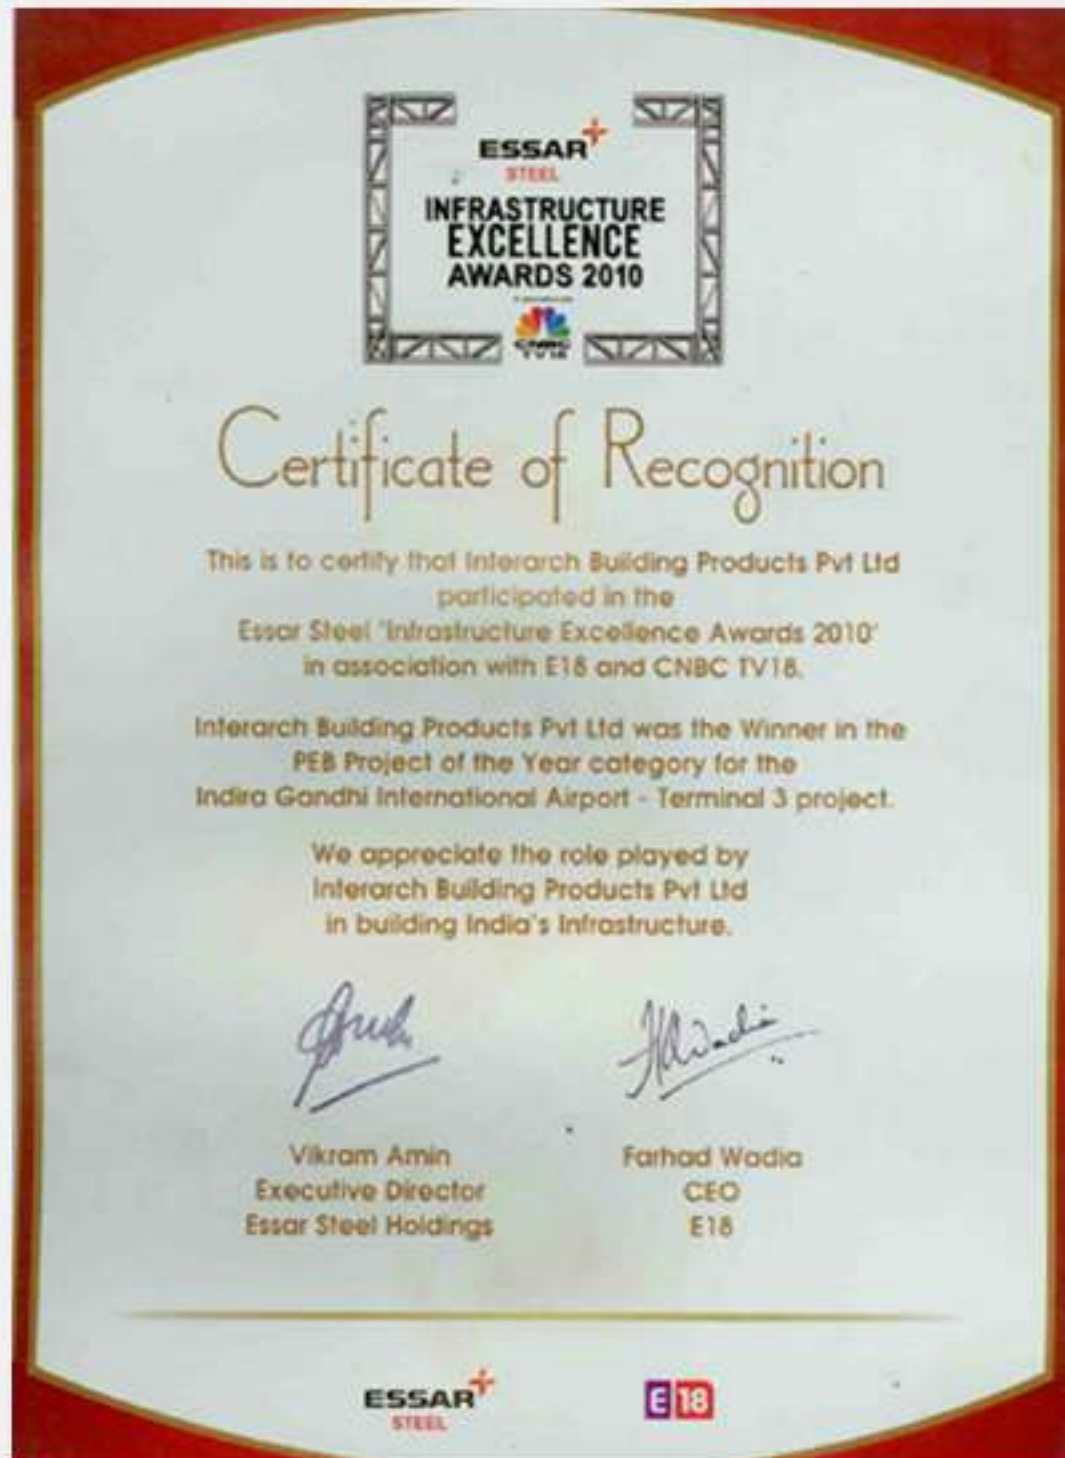 ESSAR
STEEL
INFRASTRUCTURE
EXCELLENCE
AWARDS 2010
CNBC
TV18
Certificate of Recognition
This is to certify that Interarch Building Products Pvt Ltd
participated in the
Essar Steel 'Infrastructure Excellence Awards 2010'
in association with E18 and CNBC TV18.
Interarch Building Products Pvt Ltd was the Winner in the
PEB Project of the Year category for the
Indira Gandhi International Airport - Terminal 3 project.
We appreciate the role played by
Interarch Building Products Pvt Ltd
in building India's Infrastructure.
Vikram Amin
Executive Director
Essar Steel Holdings
Farhad Wadia
CEO
E18
ESSAR
STEEL
E18